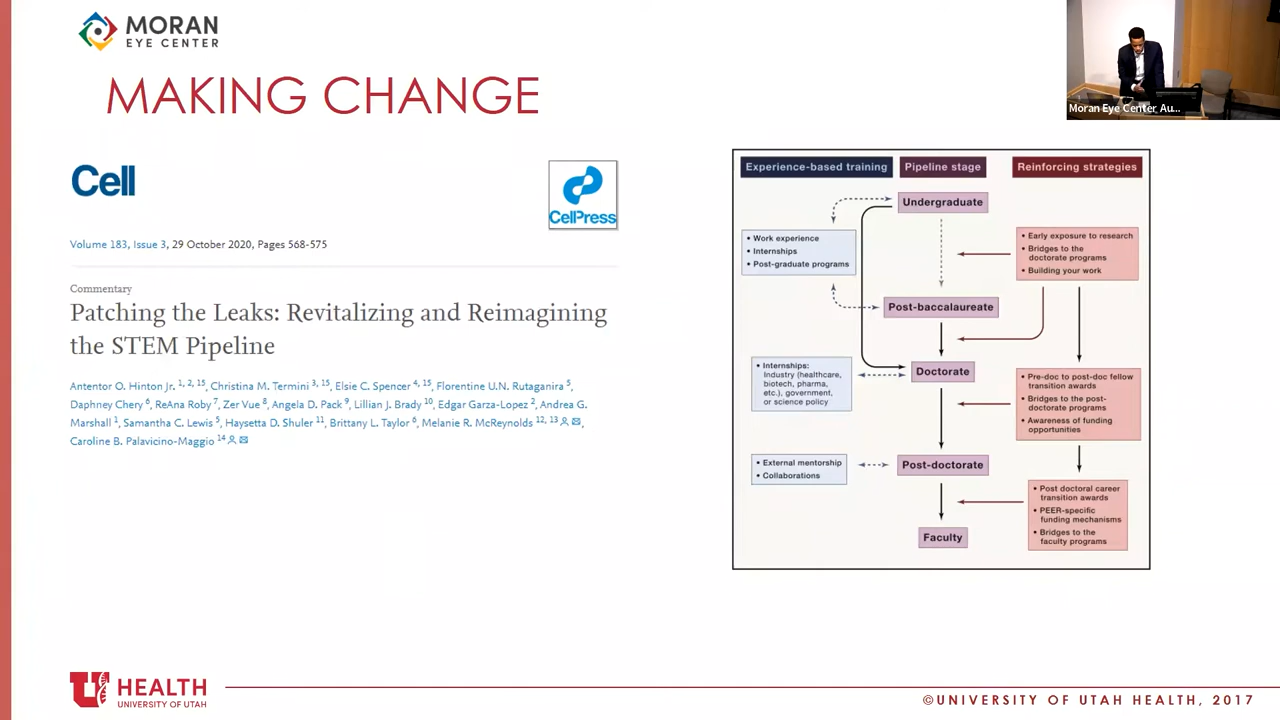 MORAN
EYE CENTER
MAKING CHANGE
Moran Eye Center Au...
Cell
CellPress
Volume 183, Issue 3, 29 October 2020, Pages 568-575
Commentary
Patching the Leaks: Revitalizing and Reimagining
the STEM Pipeline
Antentor O. Hinton Jr. 1, 2, 15, Christina M. Termini 3, 15, Elsie C. Spencer 4, 15, Florentine U.N. Rutaganira 5,
Daphney Chery 6, ReAna Roby 7, Zer Vue 8, Angela D. Pack 9, Lillian J. Brady 10, Edgar Garza-Lopez 2, Andrea G.
Marshall 1, Samantha C. Lewis 5, Haysetta D. Shuler 11, Brittany L. Taylor 6, Melanie R. McReynolds 12, 13,
Caroline B. Palavicino-Maggio 14
Experience-based training
Pipeline stage
Reinforcing strategies
Undergraduate
• Work experience
• Internships
• Post-graduate programs
• Early exposure to research
• Bridges to the
doctorate programs
• Building your work
Post-baccalaureate
Doctorate
• Internships:
Industry (healthcare,
biotech, pharma,
etc.), government,
or science policy
• Pre-doc to post-doc fellow
transition awards
• Bridges to the post-
doctorate programs
• Awareness of funding
opportunities
Post-doctorate
• External mentorship
• Collaborations
• Post doctoral career
transition awards
• PEER-specific
funding mechanisms
• Bridges to the
faculty programs
Faculty
U
HEALTH
UNIVERSITY OF UTAH
©UNIVERSITY OF UTAH HEALTH, 2017